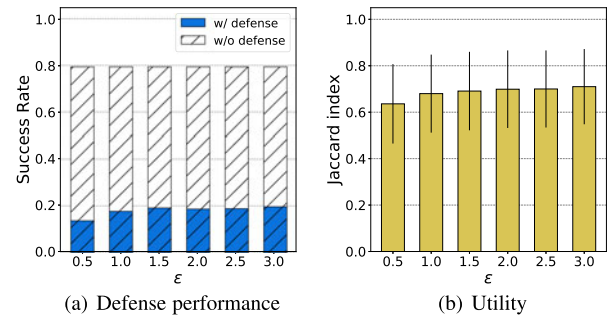 1.0
0.8
0.6
0.4
0.2
0.0
Success Rate
w/ defense
w/o defense
0.5 1.0 1.5 2.0 2.5 3.0
ε
(a) Defense performance
1.0
0.8
0.6
0.4
0.2
0.0
Jaccard index
0.5 1.0 1.5 2.0 2.5 3.0
ε
(b) Utility